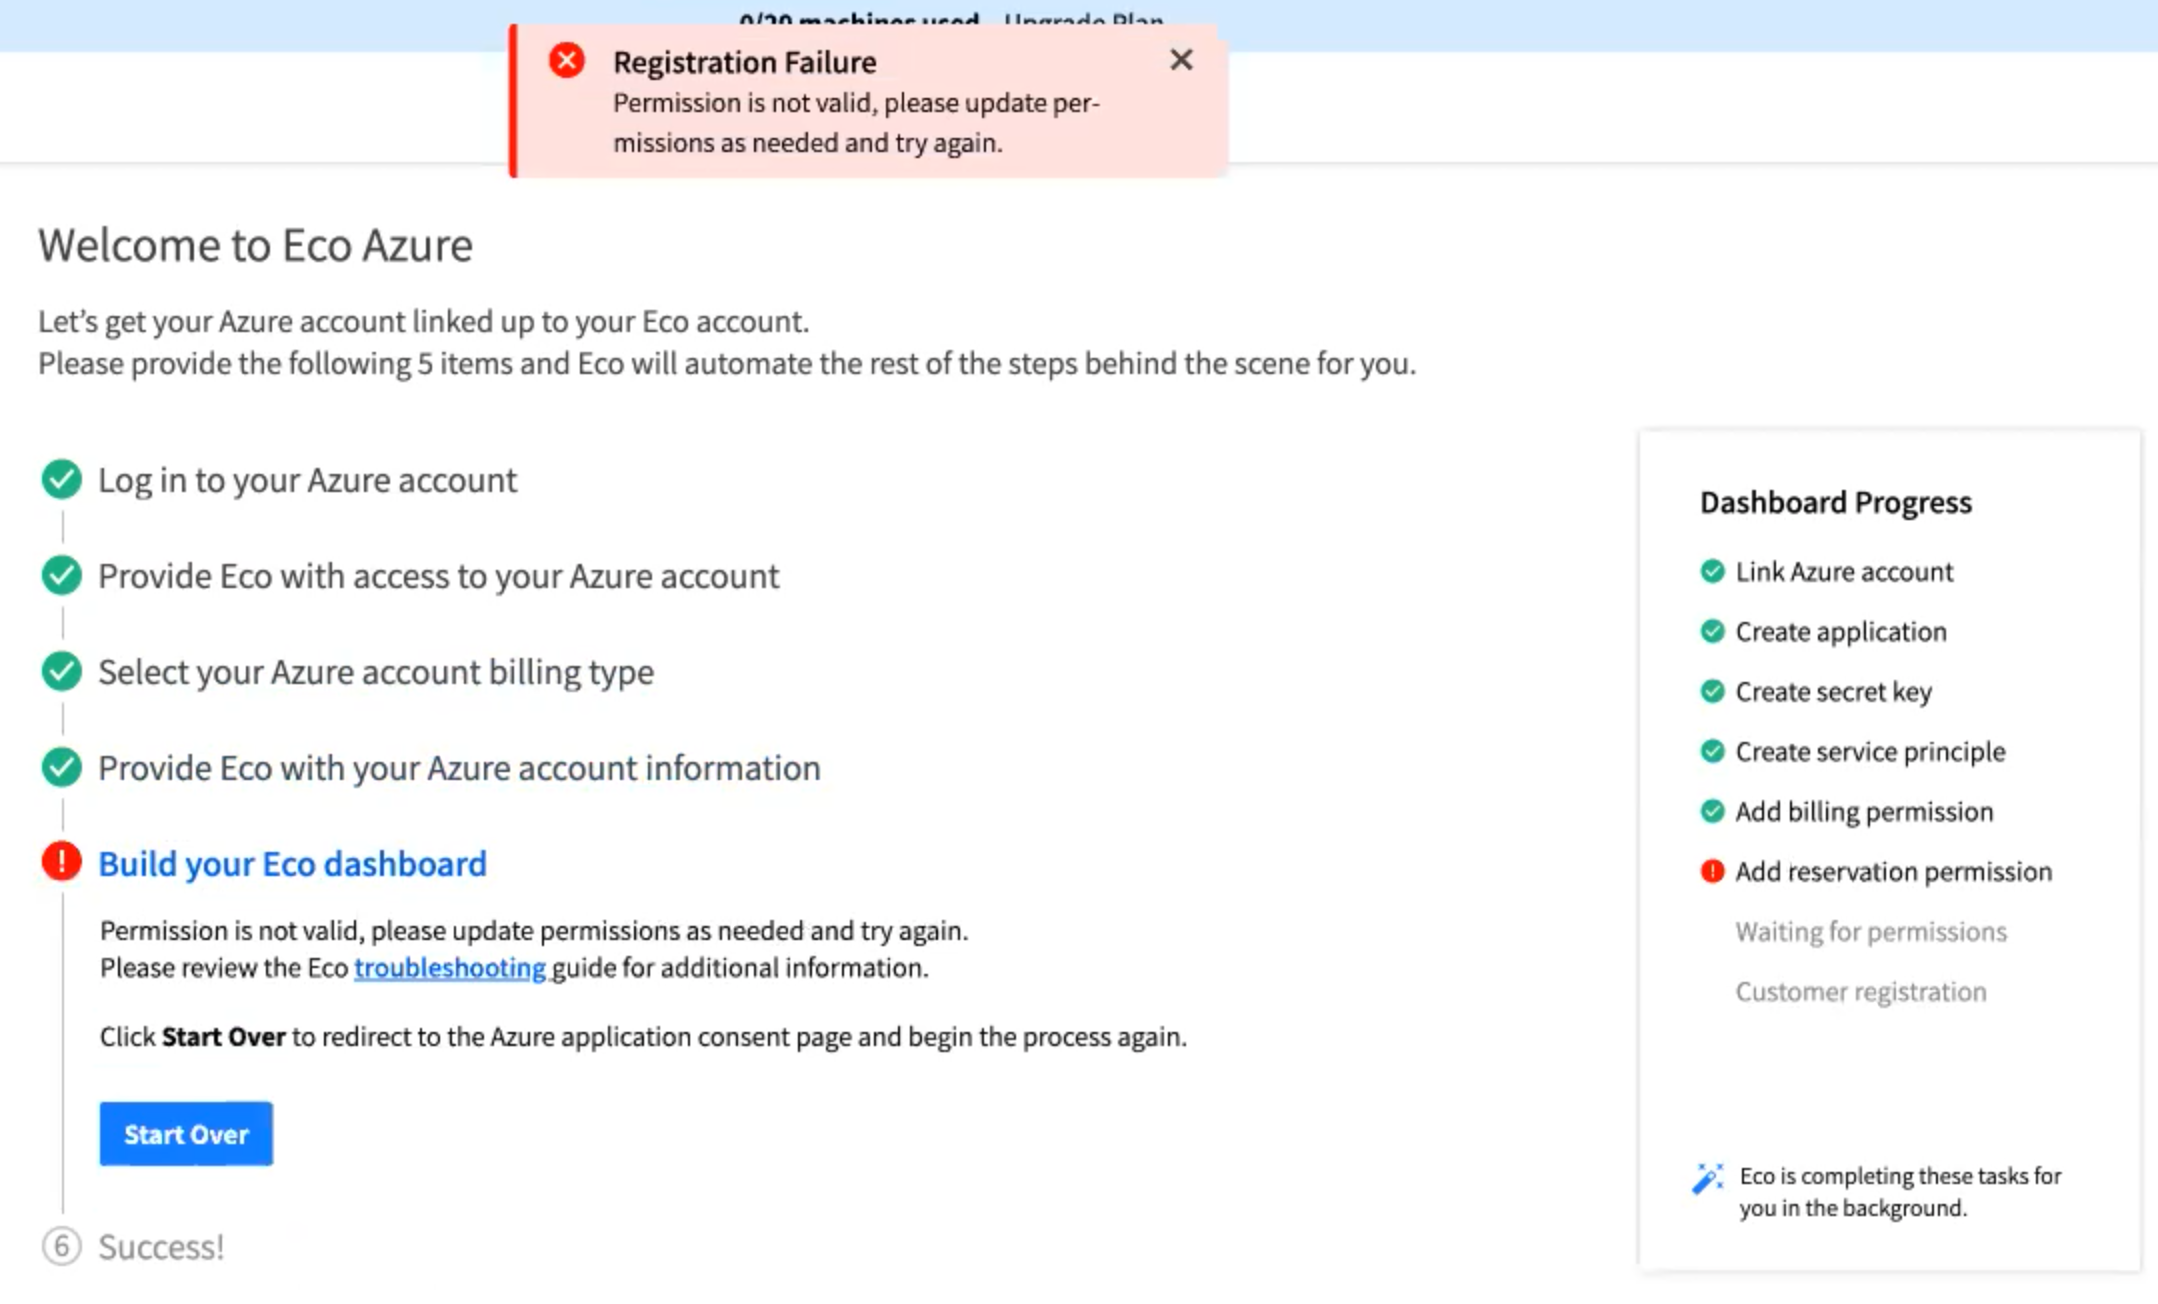 0/20 machines used Upgrade Plan
Registration Failure
Permission is not valid, please update per-
missions as needed and try again.
Welcome to Eco Azure
Let's get your Azure account linked up to your Eco account.
Please provide the following 5 items and Eco will automate the rest of the steps behind the scene for you.
Log in to your Azure account
Provide Eco with access to your Azure account
Select your Azure account billing type
Provide Eco with your Azure account information
Build your Eco dashboard
Permission is not valid, please update permissions as needed and try again.
Please review the Eco troubleshooting guide for additional information.
Click Start Over to redirect to the Azure application consent page and begin the process again.
Start Over
6 Success!
Dashboard Progress
Link Azure account
Create application
Create secret key
Create service principle
Add billing permission
Add reservation permission
Waiting for permissions
Customer registration
Eco is completing these tasks for
you in the background.